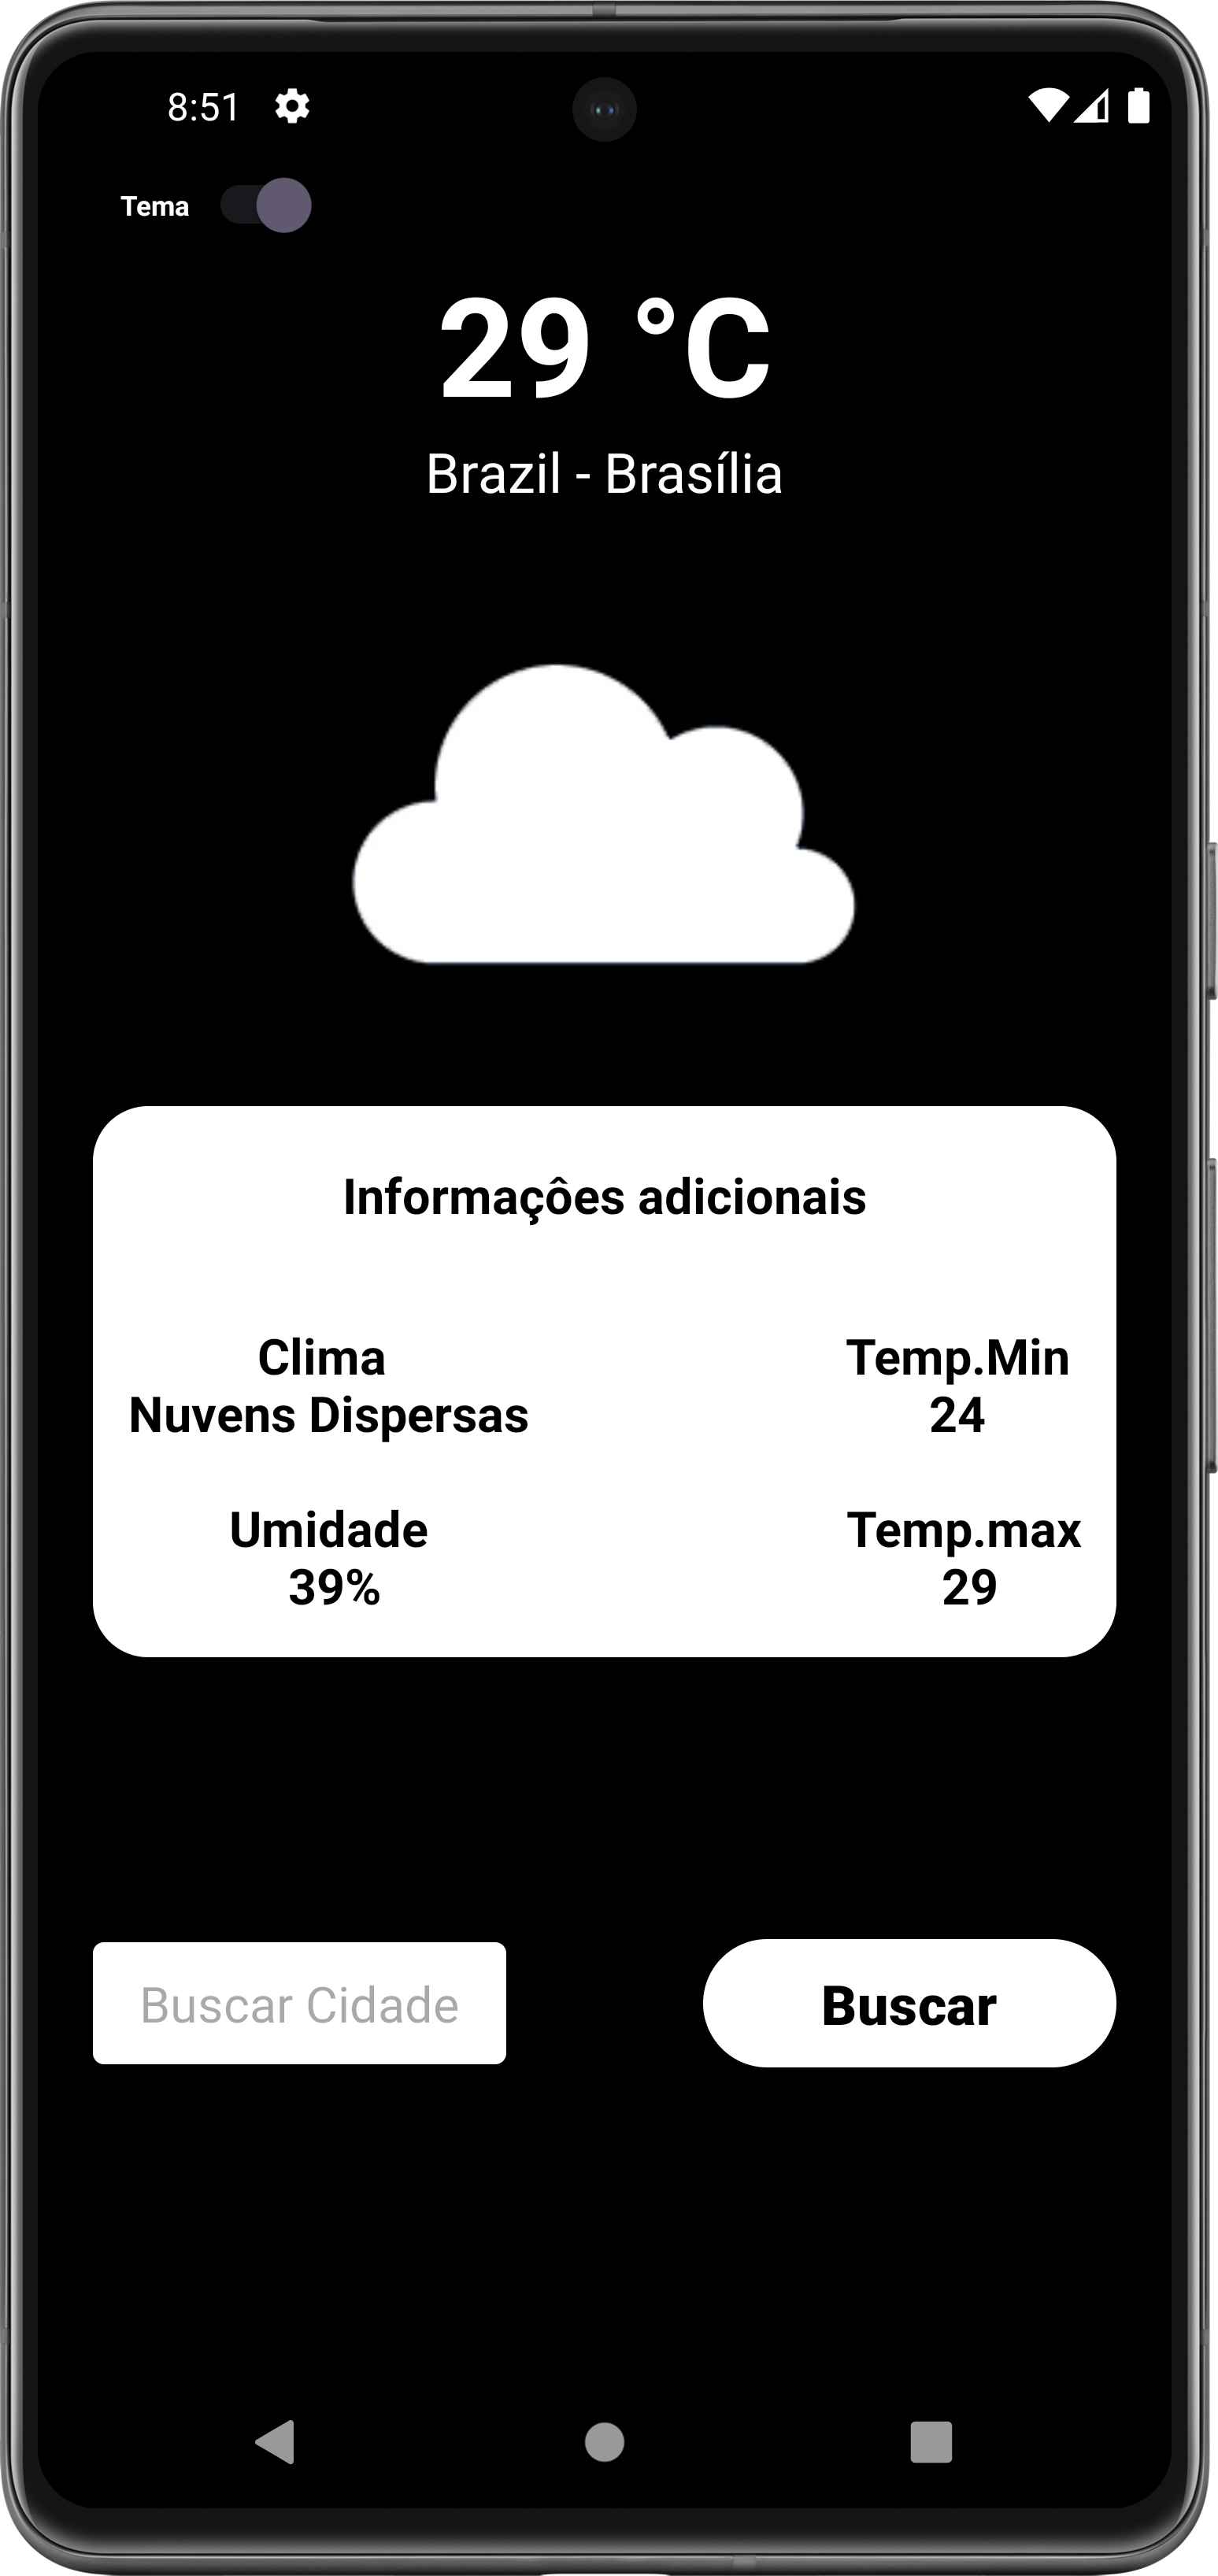 8:51
Tema
29 °C
Brazil - Brasília
Informaçôes adicionais
Clima
Nuvens Dispersas
Temp.Min
24
Umidade
39%
Temp.max
29
Buscar Cidade
Buscar